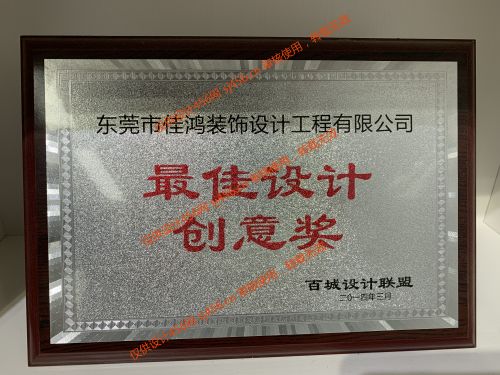 东莞市佳鸿装饰设计工程有限公司
最佳设计
创意奖
百城设计联盟
二〇一四年三月